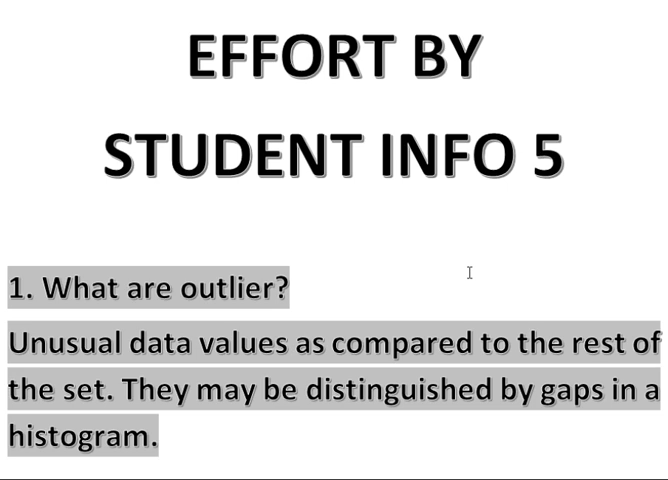 EFFORT BY
STUDENT INFO 5
1. What are outlier?
Unusual data values as compared to the rest of
the set. They may be distinguished by gaps in a
histogram.